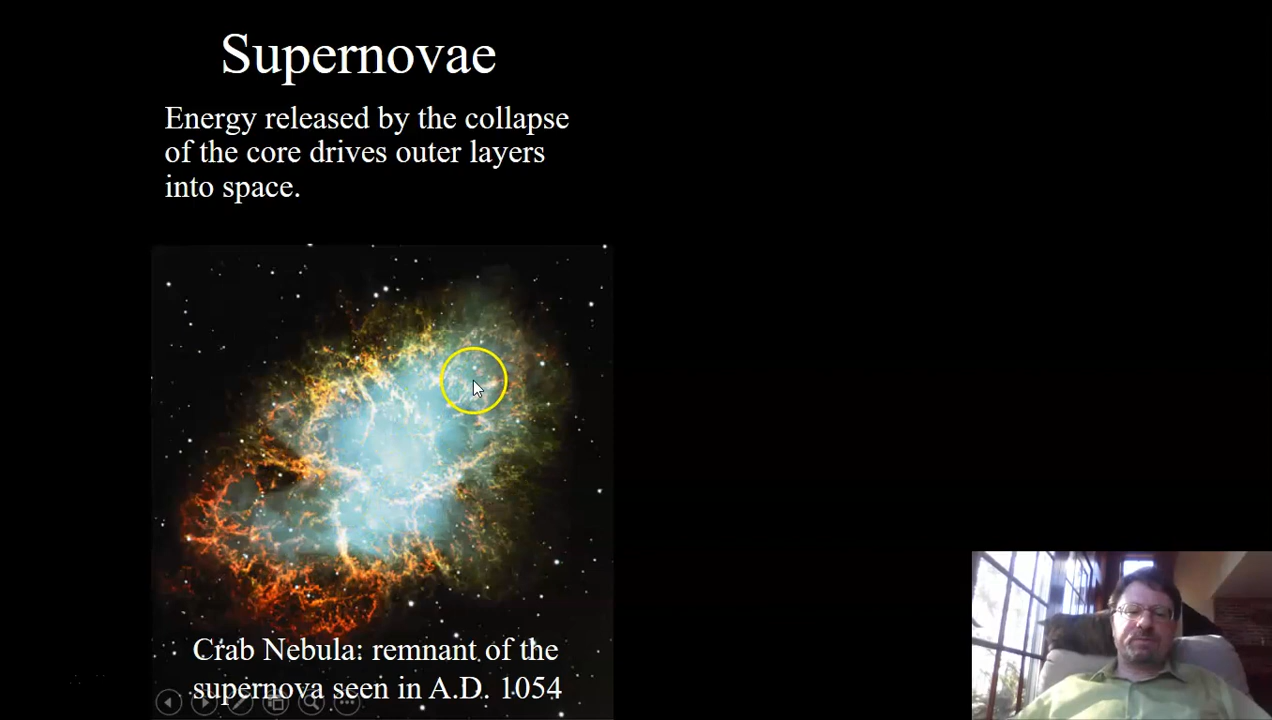 Supernovae
Energy released by the collapse
of the core drives outer layers
into space.
Crab Nebula: remnant of the
supernova seen in A.D. 1054